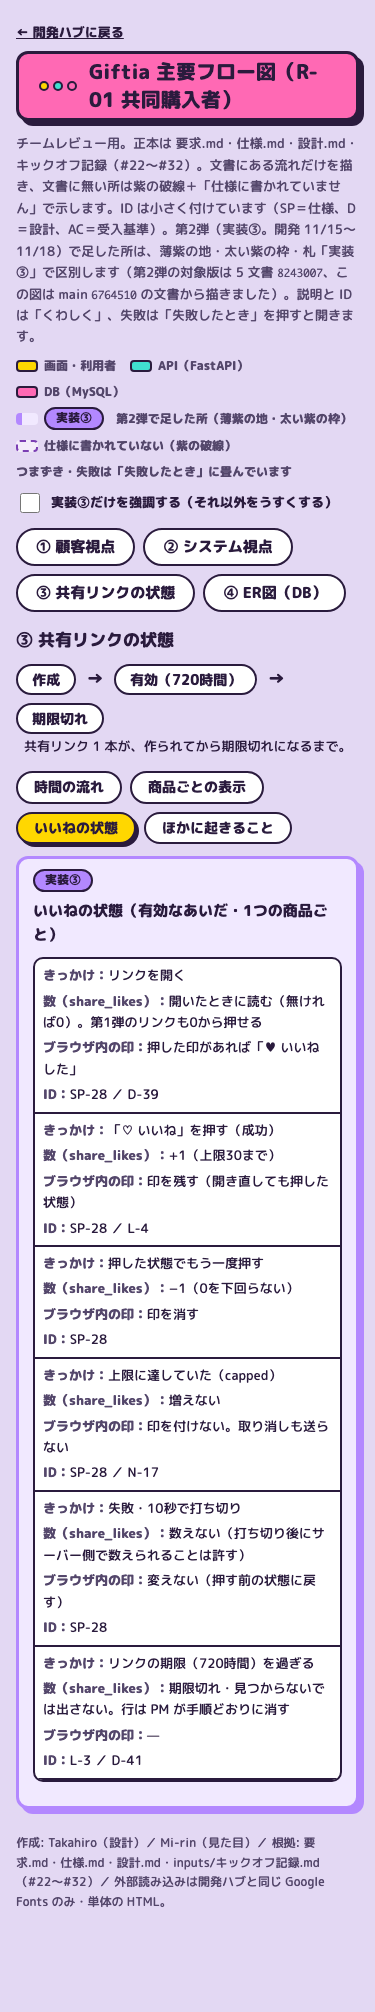 ← 開発ハブに戻る
Giftia 主要フロー図（R-
01 共同購入者）
チームレビュー用。正本は 要求.md・仕様.md・設計.md・
キックオフ記録（#22〜#32）。文書にある流れだけを描
き、文書に無い所は紫の破線＋「仕様に書かれていませ
ん」で示します。ID は小さく付けています（SP＝仕様、D
＝設計、AC＝受入基準）。第2弾（実装③。開発 11/15〜
11/18）で足した所は、薄紫の地・太い紫の枠・札「実装
③」で区別します（第2弾の対象版は 5 文書 8243007、こ
の図は main 6764510 の文書から描きました）。説明と ID
は「くわしく」、失敗は「失敗したとき」を押すと開きま
す。
画面・利用者 API（FastAPI）
DB（MySQL）
実装③ 第2弾で足した所（薄紫の地・太い紫の枠）
仕様に書かれていない（紫の破線）
つまずき・失敗は「失敗したとき」に畳んでいます
実装③だけを強調する（それ以外をうすくする）
① 顧客視点 ② システム視点
③ 共有リンクの状態 ④ ER図（DB）
③ 共有リンクの状態
作成 → 有効（720時間） →
期限切れ
共有リンク 1 本が、作られてから期限切れになるまで。
時間の流れ 商品ごとの表示
いいねの状態 ほかに起きること
実装③
いいねの状態（有効なあいだ・1つの商品ご
と）
きっかけ：リンクを開く
数（share_likes）：開いたときに読む（無けれ
ば0）。第1弾のリンクも0から押せる
ブラウザ内の印：押した印があれば「♥ いいね
した」
ID：SP-28 ／ D-39
きっかけ：「♡ いいね」を押す（成功）
数（share_likes）：+1（上限30まで）
ブラウザ内の印：印を残す（開き直しても押した
状態）
ID：SP-28 ／ L-4
きっかけ：押した状態でもう一度押す
数（share_likes）：−1（0を下回らない）
ブラウザ内の印：印を消す
ID：SP-28
きっかけ：上限に達していた（capped）
数（share_likes）：増えない
ブラウザ内の印：印を付けない。取り消しも送ら
ない
ID：SP-28 ／ N-17
きっかけ：失敗・10秒で打ち切り
数（share_likes）：数えない（打ち切り後にサ
ーバー側で数えられることは許す）
ブラウザ内の印：変えない（押す前の状態に戻
す）
ID：SP-28
きっかけ：リンクの期限（720時間）を過ぎる
数（share_likes）：期限切れ・見つからないで
は出さない。行は PM が手順どおりに消す
ブラウザ内の印：—
ID：L-3 ／ D-41
作成: Takahiro（設計）／ Mi-rin（見た目）／ 根拠: 要
求.md・仕様.md・設計.md・inputs/キックオフ記録.md
（#22〜#32）／ 外部読み込みは開発ハブと同じ Google
Fonts のみ・単体の HTML。